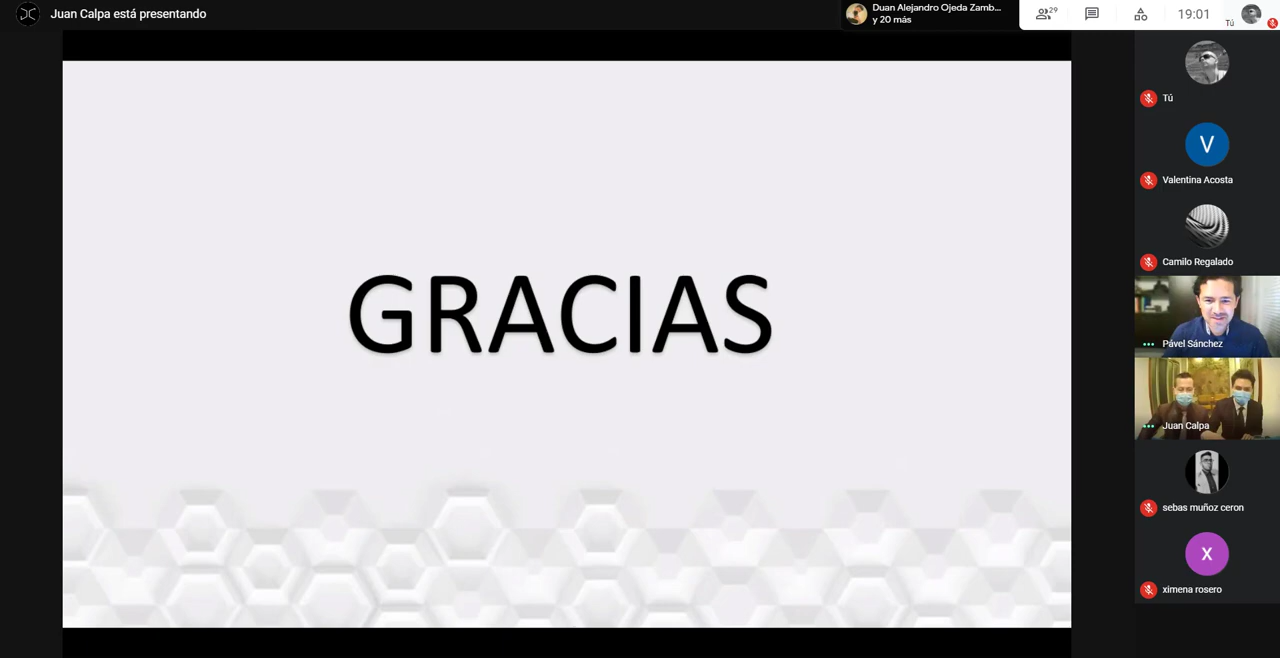 Juan Calpa está presentando
Duan Alejandro Ojeda Zamb...
y 20 más
29
19:01
Tú
Tú
V
Valentina Acosta
Camilo Regalado
Pável Sánchez
Juan Calpa
sebas muñoz ceron
X
ximena rosero
GRACIAS